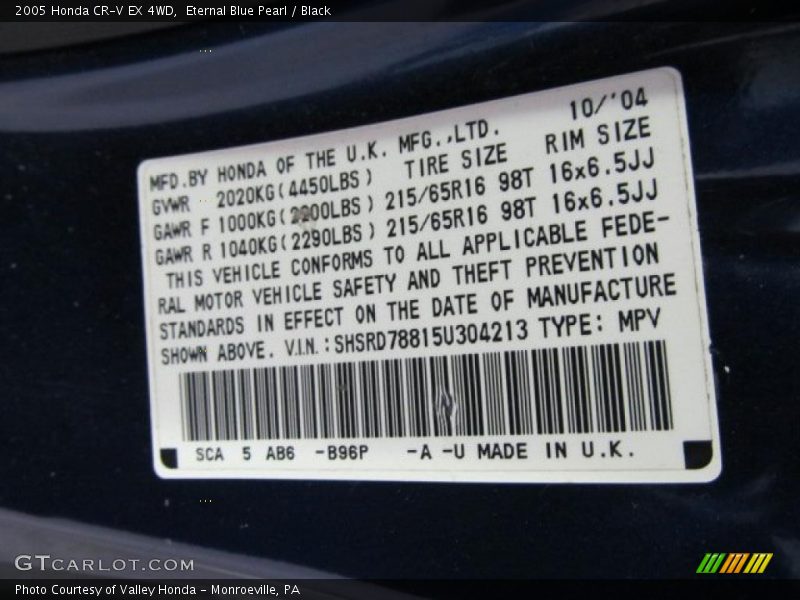 2005 Honda CR-V EX 4WD, Eternal Blue Pearl / Black
MFD.BY HONDA OF THE U.K. MFG.,LTD. 10/'04
GVWR 2020KG(4450LBS) TIRE SIZE RIM SIZE
GAWR F 1000KG(2200LBS) 215/65R16 98T 16x6.5JJ
GAWR R 1040KG(2290LBS) 215/65R16 98T 16x6.5JJ
THIS VEHICLE CONFORMS TO ALL APPLICABLE FEDE-
RAL MOTOR VEHICLE SAFETY AND THEFT PREVENTION
STANDARDS IN EFFECT ON THE DATE OF MANUFACTURE
SHOWN ABOVE. V.I.N.:SHSRD78815U304213 TYPE: MPV
SCA 5 AB6 -B96P -A -U MADE IN U.K.
GTCARLOT.COM
Photo Courtesy of Valley Honda - Monroeville, PA